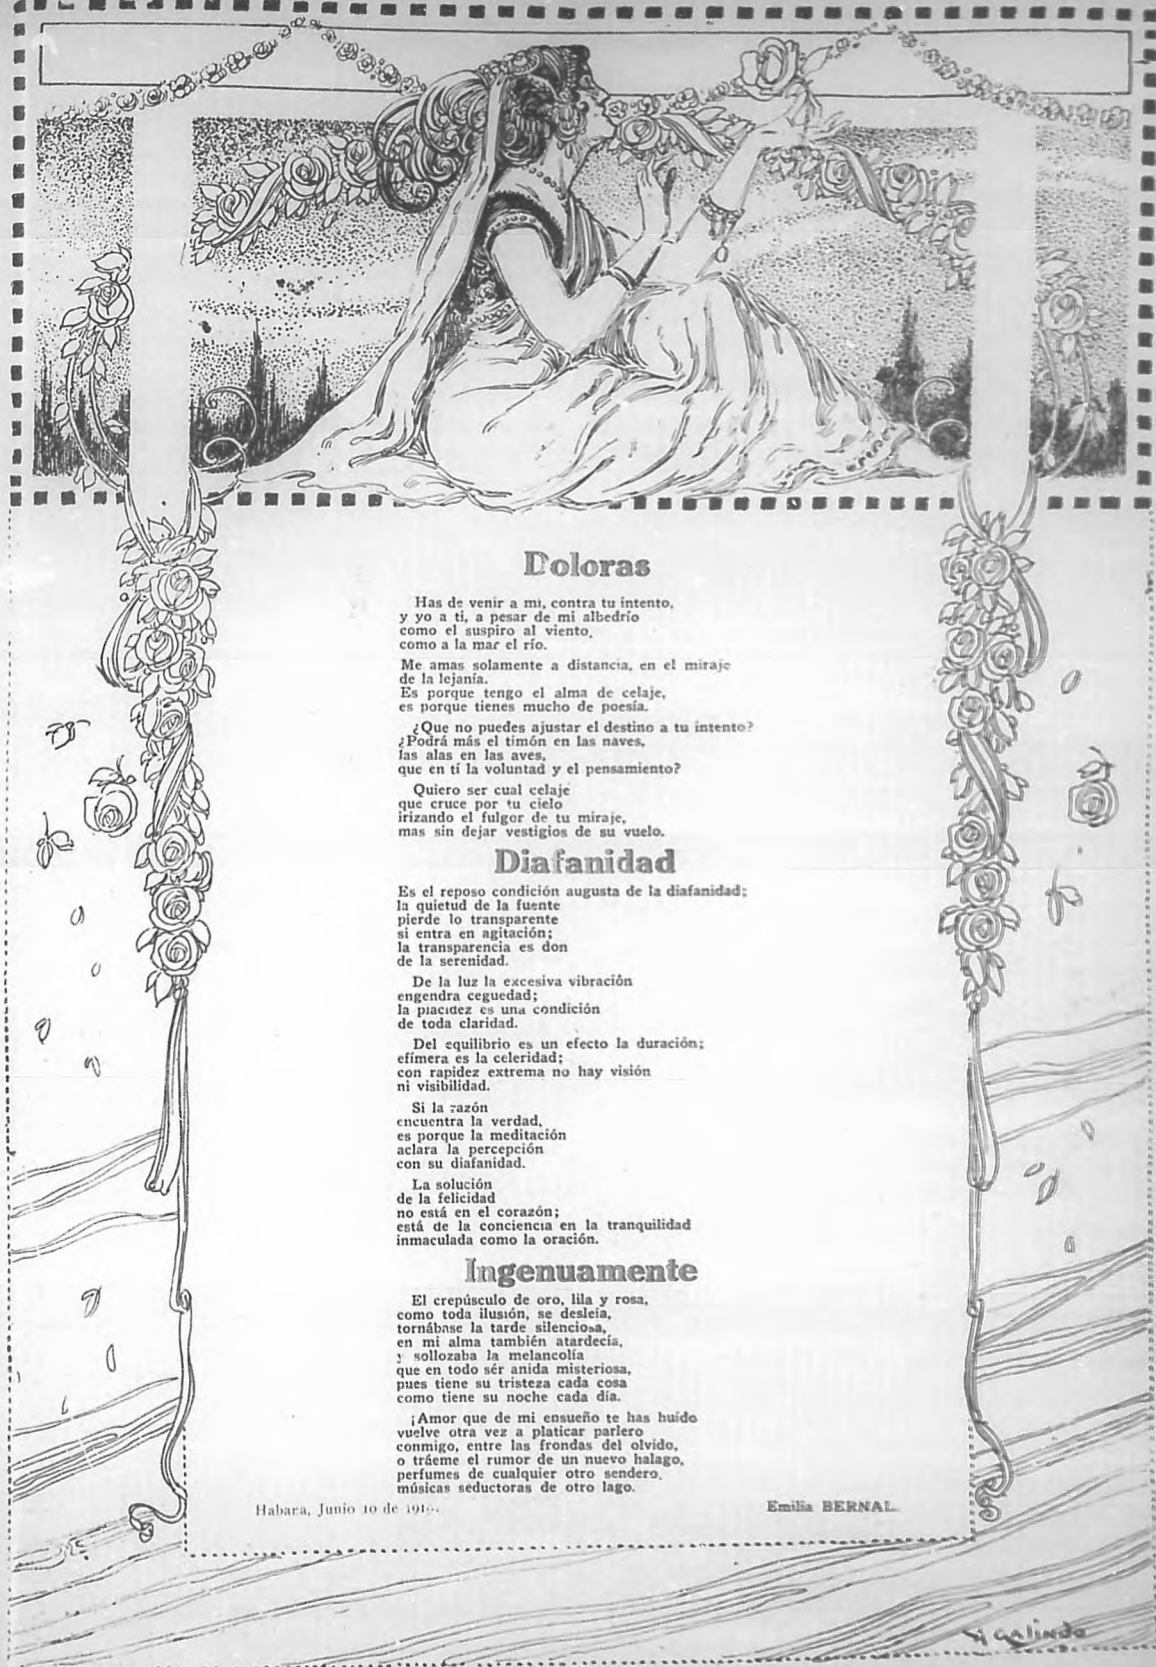 Doloras
Has de venir a mi, contra tu intento,
y yo a ti, a pesar de mi albedrío
como el suspiro al viento,
como a la mar el río.
Me amas solamente a distancia, en el miraje
de la lejanía.
Es porque tengo el alma de celaje,
es porque tienes mucho de poesía.
¿Que no puedes ajustar el destino a tu intento?
¿Podrá más el timón en las naves,
las alas en las aves,
que en tí la voluntad y el pensamiento?
Quiero ser cual celaje
que cruce por tu cielo
irizando el fulgor de tu miraje,
mas sin dejar vestigios de su vuelo.
Diafanidad
Es el reposo condición augusta de la diafanidad;
la quietud de la fuente
pierde lo transparente
si entra en agitación;
la transparencia es don
de la serenidad.
De la luz la excesiva vibración
engendra ceguedad;
la placidez es una condición
de toda claridad.
Del equilibrio es un efecto la duración;
efímera es la celeridad;
con rapidez extrema no hay visión
ni visibilidad.
Si la razón
encuentra la verdad,
es porque la meditación
aclara la percepción
con su diafanidad.
La solución
de la felicidad
no está en el corazón;
está de la conciencia en la tranquilidad
inmaculada como la oración.
Ingenuamente
El crepúsculo de oro, lila y rosa,
como toda ilusión, se desleía,
tornábase la tarde silenciosa,
en mi alma también atardecía,
y sollozaba la melancolía
que en todo sér anida misteriosa,
pues tiene su tristeza cada cosa
como tiene su noche cada día.
¡Amor que de mi ensueño te has huído
vuelve otra vez a platicar parlero
conmigo, entre las frondas del olvido,
o tráeme el rumor de un nuevo halago,
perfumes de cualquier otro sendero,
músicas seductoras de otro lago.
Habana, Junio 10 de
Emilia BERNAL.
GALINDO